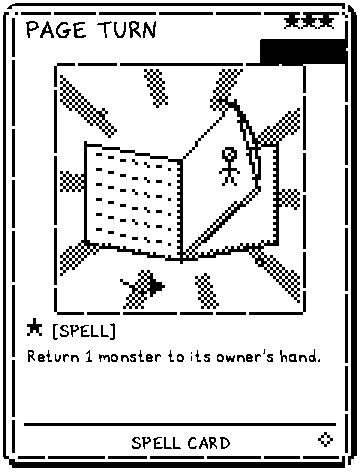 PAGE TURN
[SPELL]
Return 1 monster to its owner's hand.
SPELL CARD